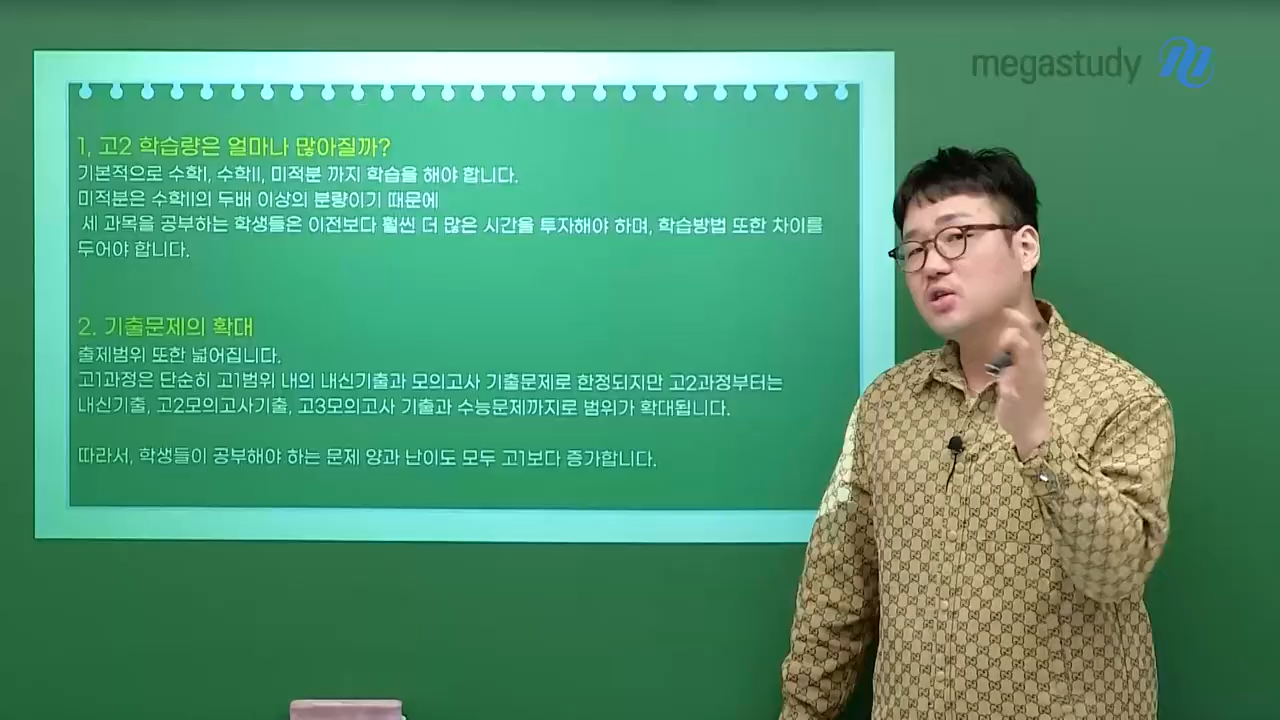 megastudy
1, 고2 학습량은 얼마나 많아질까?
기본적으로 수학I, 수학II, 미적분 까지 학습을 해야 합니다.
미적분은 수학II의 두배 이상의 분량이기 때문에
세 과목을 공부하는 학생들은 이전보다 훨씬 더 많은 시간을 투자해야 하며, 학습방법 또한 차이를
두어야 합니다.
2. 기출문제의 확대
출제범위 또한 넓어집니다.
고1과정은 단순히 고1범위 내의 내신기출과 모의고사 기출문제로 한정되지만 고2과정부터는
내신기출, 고2모의고사기출, 고3모의고사 기출과 수능문제까지로 범위가 확대됩니다.
따라서, 학생들이 공부해야 하는 문제 양과 난이도 모두 고1보다 증가합니다.